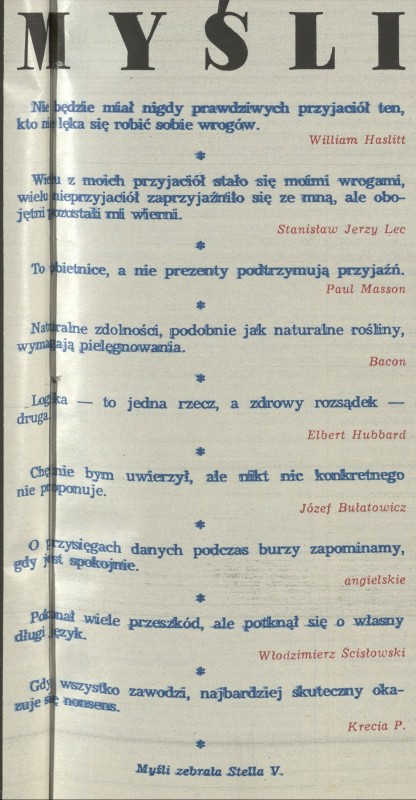 MYŚLI
Nie będzie miał nigdy prawdziwych przyjaciół ten,
kto nie lęka się robić sobie wrogów.
William Haslitt
*
Wielu z moich przyjaciół stało się moimi wrogami,
wielu nieprzyjaciół zaprzyjaźniło się ze mną, ale obo-
jętni pozostali mi wierni.
Stanisław Jerzy Lec
*
To obietnice, a nie prezenty podtrzymują przyjaźń.
Paul Masson
*
Naturalne zdolności, podobnie jak naturalne rośliny,
wymagają pielęgnowania.
Bacon
*
Logika — to jedna rzecz, a zdrowy rozsądek —
druga.
Elbert Hubbard
*
Chętnie bym uwierzył, ale nikt nic konkretnego
nie proponuje.
Józef Bułatowicz
*
O przysięgach danych podczas burzy zapominamy,
gdy jest spokojnie.
angielskie
*
Pokonał wiele przeszkód, ale potknął się o własny
długi język.
Włodzimierz Ścisłowski
*
Gdy wszystko zawodzi, najbardziej skuteczny oka-
zuje się nonsens.
Krecia P.
*
Myśli zebrała Stella V.